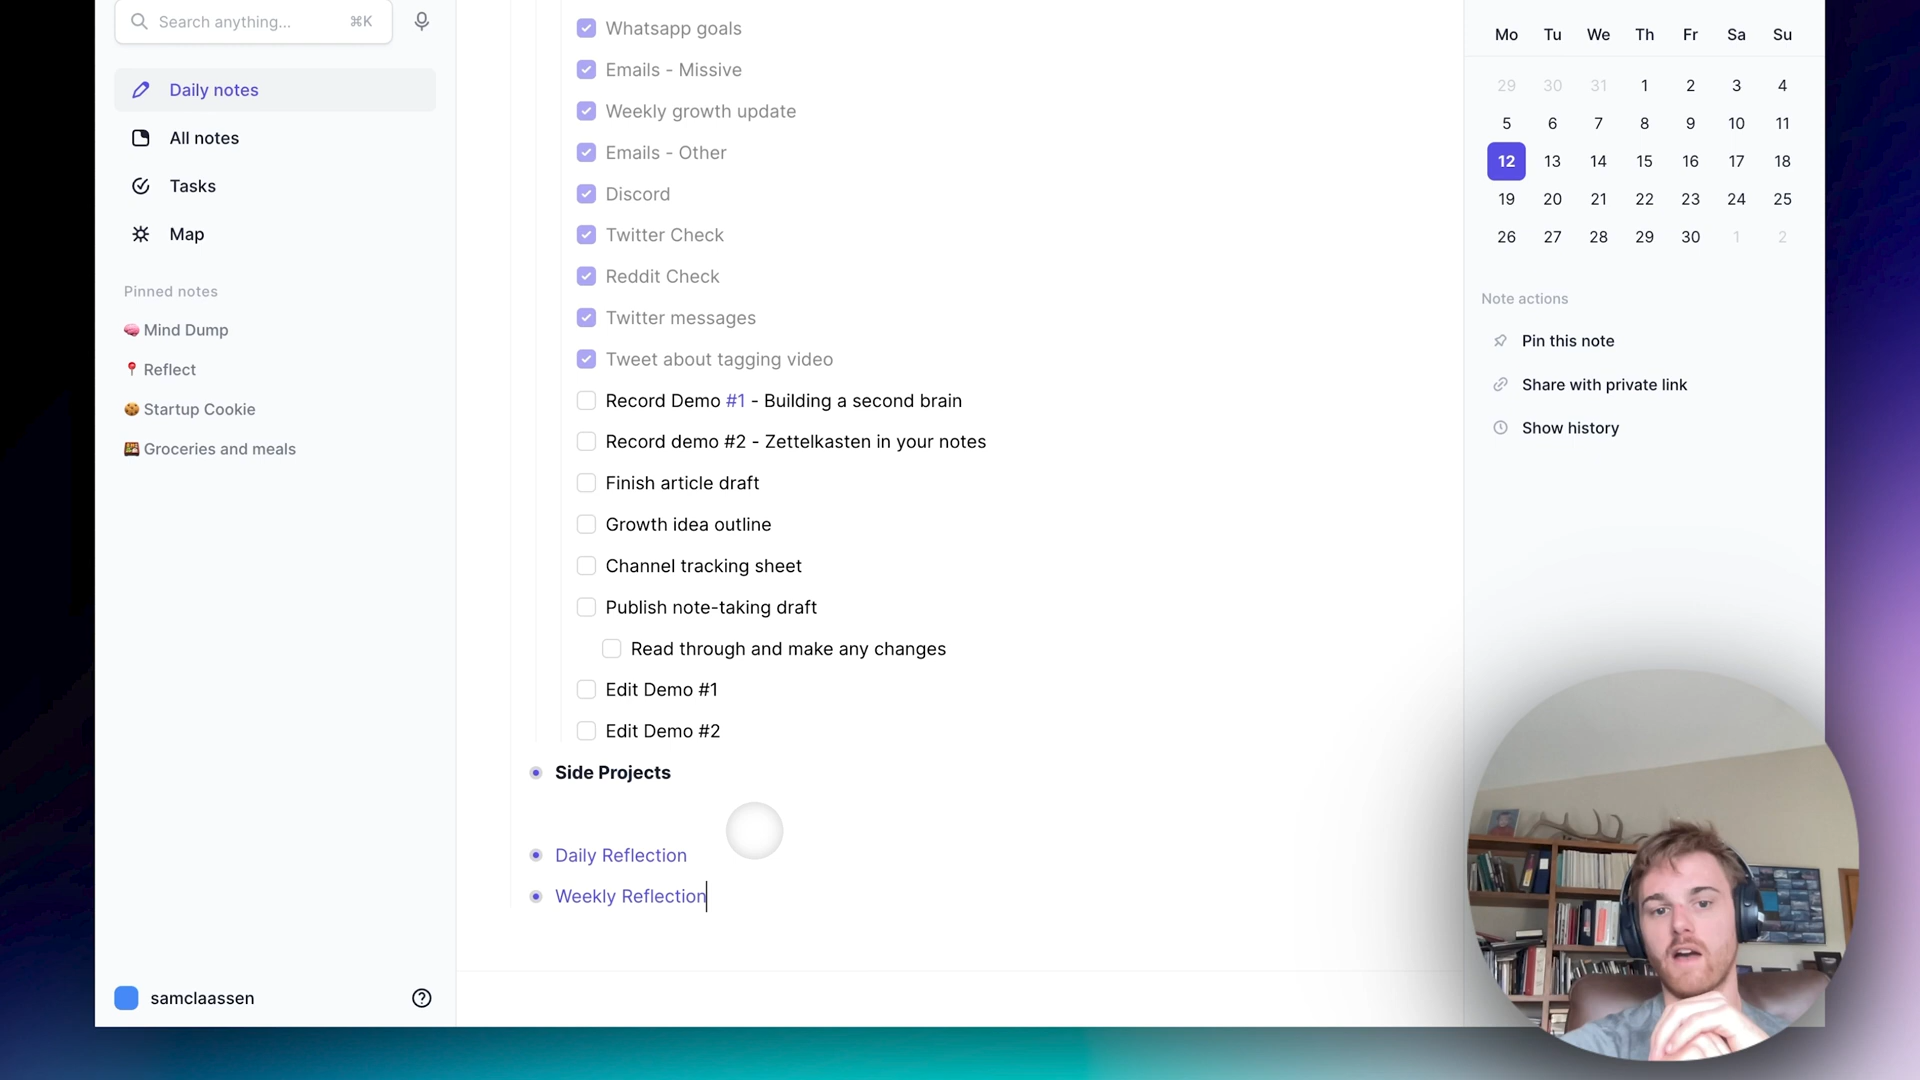 Search anything...
⌘K
Daily notes
All notes
Tasks
Map
Pinned notes
Mind Dump
Reflect
Startup Cookie
Groceries and meals
samclaassen
Whatsapp goals
Emails - Missive
Weekly growth update
Emails - Other
Discord
Twitter Check
Reddit Check
Twitter messages
Tweet about tagging video
Record Demo #1 - Building a second brain
Record demo #2 - Zettelkasten in your notes
Finish article draft
Growth idea outline
Channel tracking sheet
Publish note-taking draft
Read through and make any changes
Edit Demo #1
Edit Demo #2
Side Projects
Daily Reflection
Weekly Reflection
Mo Tu We Th Fr Sa Su
29 30 31 1 2 3 4
5 6 7 8 9 10 11
12 13 14 15 16 17 18
19 20 21 22 23 24 25
26 27 28 29 30 1 2
Note actions
Pin this note
Share with private link
Show history